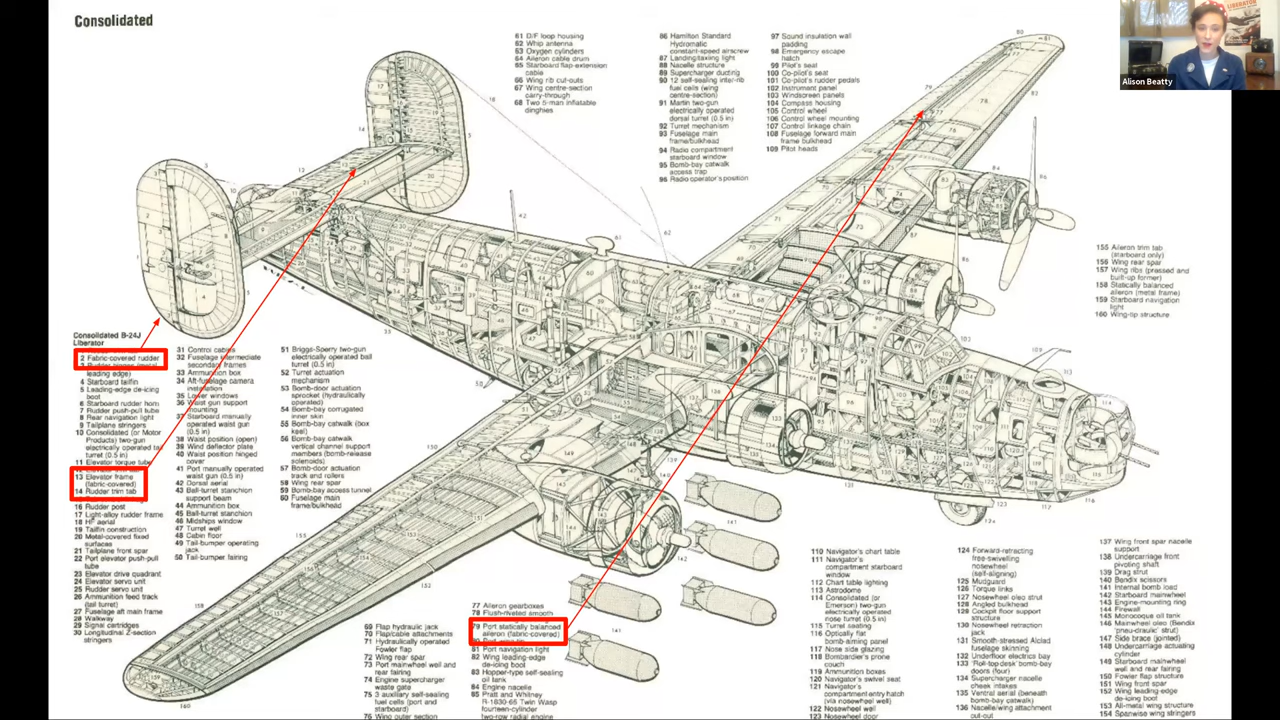 Consolidated
Alison Beatty
LIBERATOR
61 D/F loop housing
62 Whip antenna
63 Oxygen cylinders
64 Aileron cable drum
65 Starboard flap-extension
cable
66 Wing rib cut-outs
67 Wing centre-section
carry-through
68 Two 5-man inflatable
dinghies
86 Hamilton Standard
Hydromatic
constant-speed airscrew
87 Landing/taxiing light
88 Nacelle structure
89 Supercharger ducting
90 12 self-sealing inter-rib
fuel cells (wing
centre-section)
91 Martin two-gun
electrically operated
dorsal turret (0.5 in)
92 Turret mechanism
93 Fuselage main
frame/bulkhead
94 Radio compartment
starboard window
95 Bomb-bay catwalk
access trap
96 Radio operator's position
97 Sound insulation wall
padding
98 Emergency escape
hatch
99 Pilot's seat
100 Co-pilot's seat
101 Co-pilot's rudder pedals
102 Instrument panel
103 Windscreen panels
104 Compass housing
105 Control wheel
106 Control wheel mounting
107 Control linkage chain
108 Fuselage forward main
frame bulkhead
109 Pitot heads
155 Aileron trim tab
(starboard only)
156 Wing rear spar
157 Wing ribs (pressed and
built-up former)
158 Statically balanced
aileron (metal frame)
159 Starboard navigation
light
160 Wing-tip structure
Consolidated B-24J
Liberator
2 Fabric-covered rudder
leading edge)
4 Starboard tailfin
5 Leading-edge de-icing
boot
6 Starboard rudder horn
7 Rudder push-pull tube
8 Rear navigation light
9 Tailplane stringers
10 Consolidated (or Motor
Products) two-gun
electrically operated tail
turret (0.5 in)
11 Elevator torque tube
13 Elevator frame
(fabric-covered)
14 Rudder trim tab
16 Rudder post
17 Light-alloy rudder frame
18 HF aerial
19 Tailfin construction
20 Metal-covered fixed
surfaces
21 Tailplane front spar
22 Port elevator push-pull
tube
23 Elevator drive quadrant
24 Elevator servo unit
25 Rudder servo unit
26 Ammunition feed track
(tail turret)
27 Fuselage aft main frame
28 Walkway
29 Signal cartridges
30 Longitudinal Z-section
stringers
31 Control cables
32 Fuselage intermediate
secondary frames
33 Ammunition box
34 Aft-fuselage camera
installation
35 Lower windows
36 Waist gun support
mounting
37 Starboard manually
operated waist gun
(0.5 in)
38 Waist position (open)
39 Wind deflector plate
40 Waist position hinged
cover
41 Port manually operated
waist gun (0.5 in)
42 Dorsal aerial
43 Ball-turret stanchion
support beam
44 Ammunition box
45 Ball-turret stanchion
46 Midships window
47 Turret well
48 Cabin floor
49 Tail-bumper operating
jack
50 Tail-bumper fairing
51 Briggs-Sperry two-gun
electrically operated ball
turret (0.5 in)
52 Turret actuation
mechanism
53 Bomb-door actuation
sprocket (hydraulically
operated)
54 Bomb-bay corrugated
inner skin
55 Bomb-bay catwalk (box
keel)
56 Bomb-bay catwalk
vertical channel support
members (bomb-release
solenoids)
57 Bomb-door actuation
track and rollers
58 Wing rear spar
59 Bomb-bay access tunnel
60 Fuselage main
frame/bulkhead
69 Flap hydraulic jack
70 Flap/cable attachments
71 Hydraulically operated
Fowler flap
72 Wing rear spar
73 Port mainwheel well and
rear fairing
74 Engine supercharger
waste gate
75 3 auxiliary self-sealing
fuel cells (port and
starboard)
76 Wing outer section
77 Aileron gearboxes
78 Flush-riveted smooth
79 Port statically balanced
aileron (fabric-covered)
81 Port navigation light
82 Wing leading-edge
de-icing boot
83 Hopper-type self-sealing
oil tank
84 Engine nacelle
85 Pratt and Whitney
R-1830-65 Twin Wasp
fourteen-cylinder
two-row radial engine
110 Navigator's chart table
111 Navigator's
compartment starboard
window
112 Chart table lighting
113 Astrodome
114 Consolidated (or
Emerson) two-gun
electrically operated
nose turret (0.5 in)
115 Turret seating
116 Optically flat
bomb-aiming panel
117 Nose side glazing
118 Bombardier's prone
couch
119 Ammunition boxes
120 Navigator's swivel seat
121 Navigator's
compartment entry hatch
(via nosewheel well)
122 Nosewheel well
123 Nosewheel door
124 Forward-retracting
free-swivelling
nosewheel
(self-aligning)
125 Mudguard
126 Torque links
127 Nosewheel oleo strut
128 Angled bulkhead
129 Cockpit floor support
structure
130 Nosewheel retraction
jack
131 Smooth-stressed Alclad
fuselage skinning
132 Underfloor electrics bay
133 'Roll-top desk' bomb-bay
doors (four)
134 Supercharger nacelle
cheek intakes
135 Ventral aerial (beneath
bomb-bay catwalk)
136 Nacelle/wing attachment
cut-out
137 Wing front spar nacelle
support
138 Undercarriage front
pivoting shaft
139 Drag strut
140 Bendix scissors
141 Internal bomb load
142 Starboard mainwheel
143 Engine-mounting ring
144 Firewall
145 Monocoque oil tank
146 Mainwheel oleo (Bendix
'pneu-draulic' strut)
147 Side brace (jointed)
148 Undercarriage actuating
cylinder
149 Starboard mainwheel
well and rear fairing
150 Fowler flap structure
151 Wing front spar
152 Wing leading-edge
de-icing boot
153 All-metal wing structure
154 Spanwise wing stringers